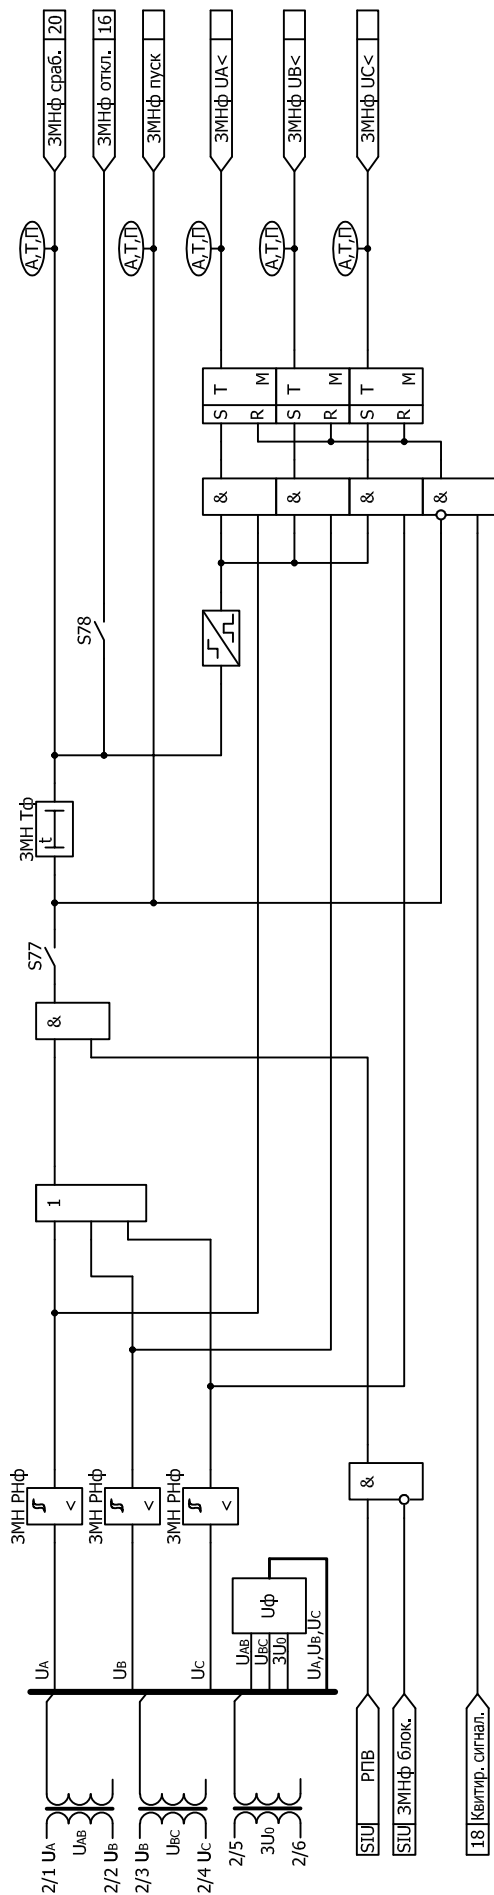 2/1 UA
UAB
2/2 UB
2/3 UB
UBC
2/4 UC
2/5
3U0
2/6
UA
UB
UC
UAB
UBC
3U0
Uф
UA,UB,UC
ЗМН РНф
<
ЗМН РНф
<
ЗМН РНф
<
SIU РПВ
SIU ЗМНф блок.
18 Квитир. сигнал.
&
1
&
S77
ЗМН Тф
t
S78
&
&
&
&
S T
R M
S T
R M
S T
R M
А,Т,П
А,Т,П
А,Т,П
А,Т,П
А,Т,П
ЗМНф сраб. 20
ЗМНф откл. 16
ЗМНф пуск
ЗМНф UA<
ЗМНф UB<
ЗМНф UC<